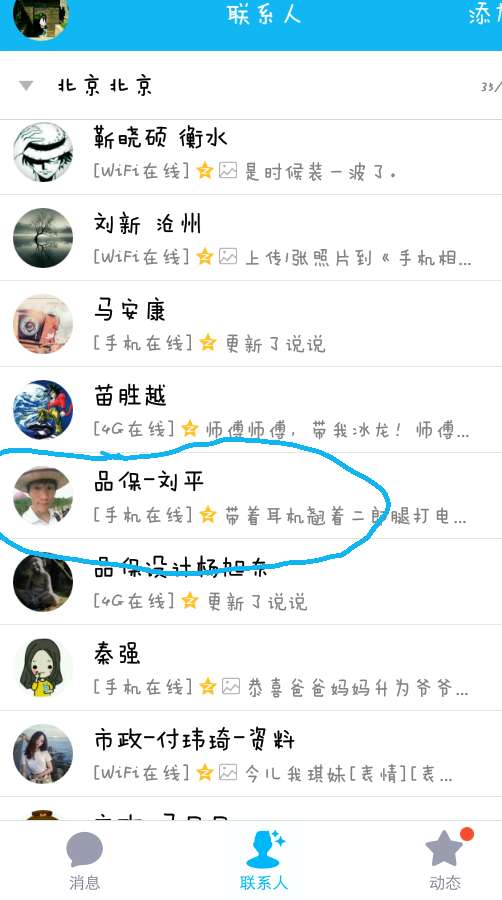 联系人
北京北京
靳晓硕 衡水
[WiFi在线] 是时候装一波了。
刘新 沧州
[WiFi在线] 上传1张照片到《手机相...
马安康
[手机在线] 更新了说说
苗胜越
[4G在线] 师傅师傅，带我冰龙！师傅...
品保-刘平
[手机在线] 带着耳机翘着二郎腿打电...
品保设计杨旭东
[4G在线] 更新了说说
秦强
[手机在线] 恭喜爸爸妈妈升为爷爷...
市政-付玮琦-资料
[WiFi在线] 今儿我琪妹[表情][表...
消息
联系人
动态